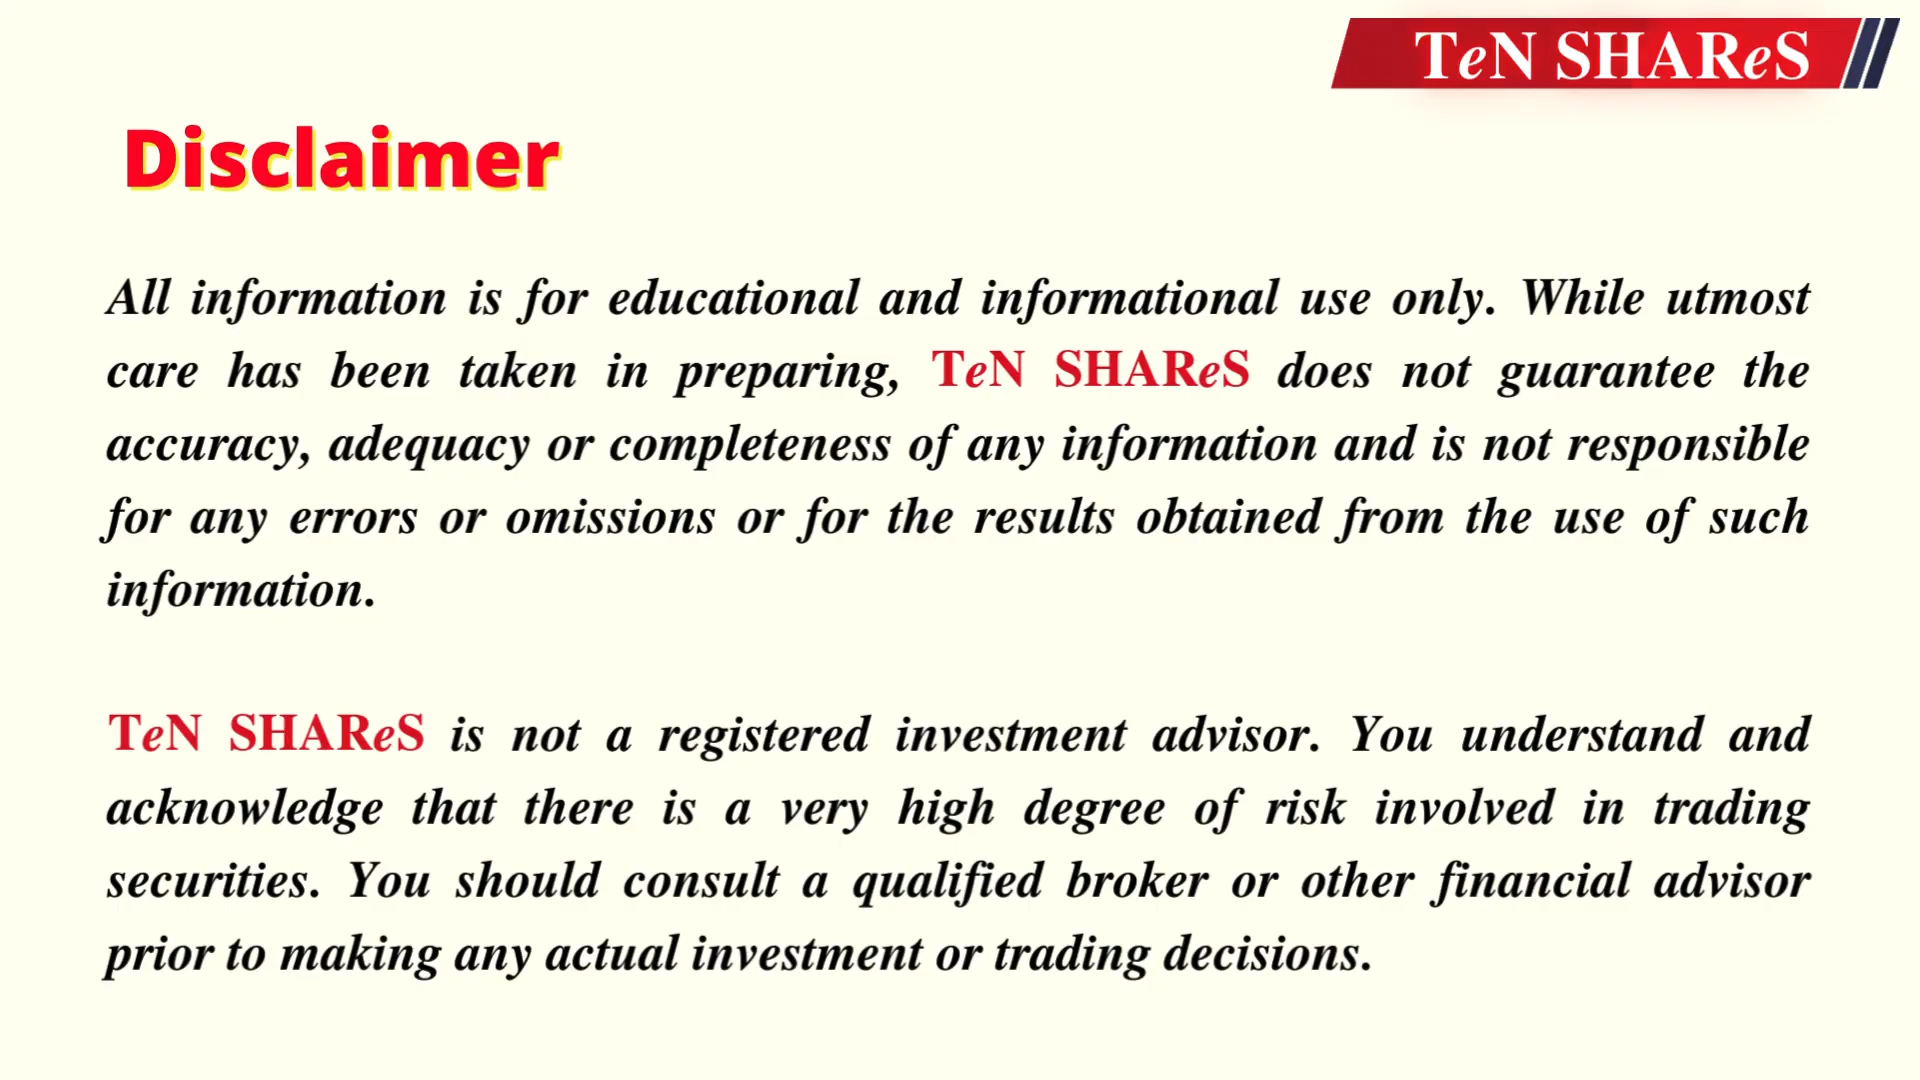 TeN SHAReS
Disclaimer
All information is for educational and informational use only. While utmost
care has been taken in preparing, TeN SHAReS does not guarantee the
accuracy, adequacy or completeness of any information and is not responsible
for any errors or omissions or for the results obtained from the use of such
information.
TeN SHAReS is not a registered investment advisor. You understand and
acknowledge that there is a very high degree of risk involved in trading
securities. You should consult a qualified broker or other financial advisor
prior to making any actual investment or trading decisions.